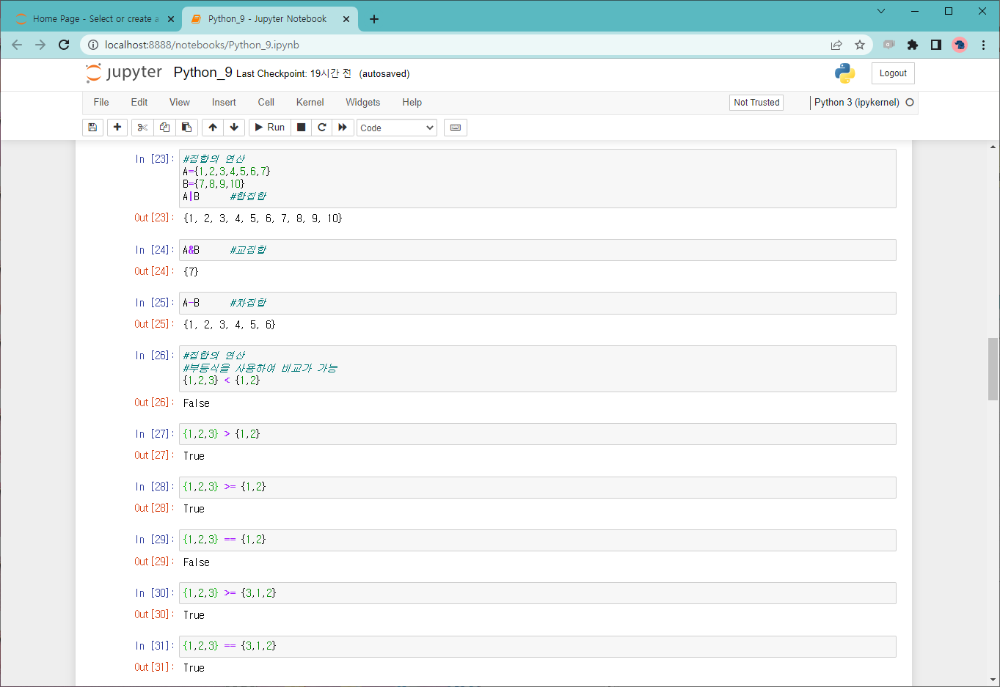 Home Page - Select or create a
Python_9 - Jupyter Notebook
localhost:8888/notebooks/Python_9.ipynb
jupyter Python_9 Last Checkpoint: 19시간 전 (autosaved)
Logout
File Edit View Insert Cell Kernel Widgets Help
Not Trusted
Python 3 (ipykernel)
Run
Code
In [23]: #집합의 연산
A={1,2,3,4,5,6,7}
B={7,8,9,10}
A|B #합집합
Out[23]: {1, 2, 3, 4, 5, 6, 7, 8, 9, 10}
In [24]: A&B #교집합
Out[24]: {7}
In [25]: A-B #차집합
Out[25]: {1, 2, 3, 4, 5, 6}
In [26]: #집합의 연산
#부등식을 사용하여 비교가 가능
{1,2,3} < {1,2}
Out[26]: False
In [27]: {1,2,3} > {1,2}
Out[27]: True
In [28]: {1,2,3} >= {1,2}
Out[28]: True
In [29]: {1,2,3} == {1,2}
Out[29]: False
In [30]: {1,2,3} >= {3,1,2}
Out[30]: True
In [31]: {1,2,3} == {3,1,2}
Out[31]: True